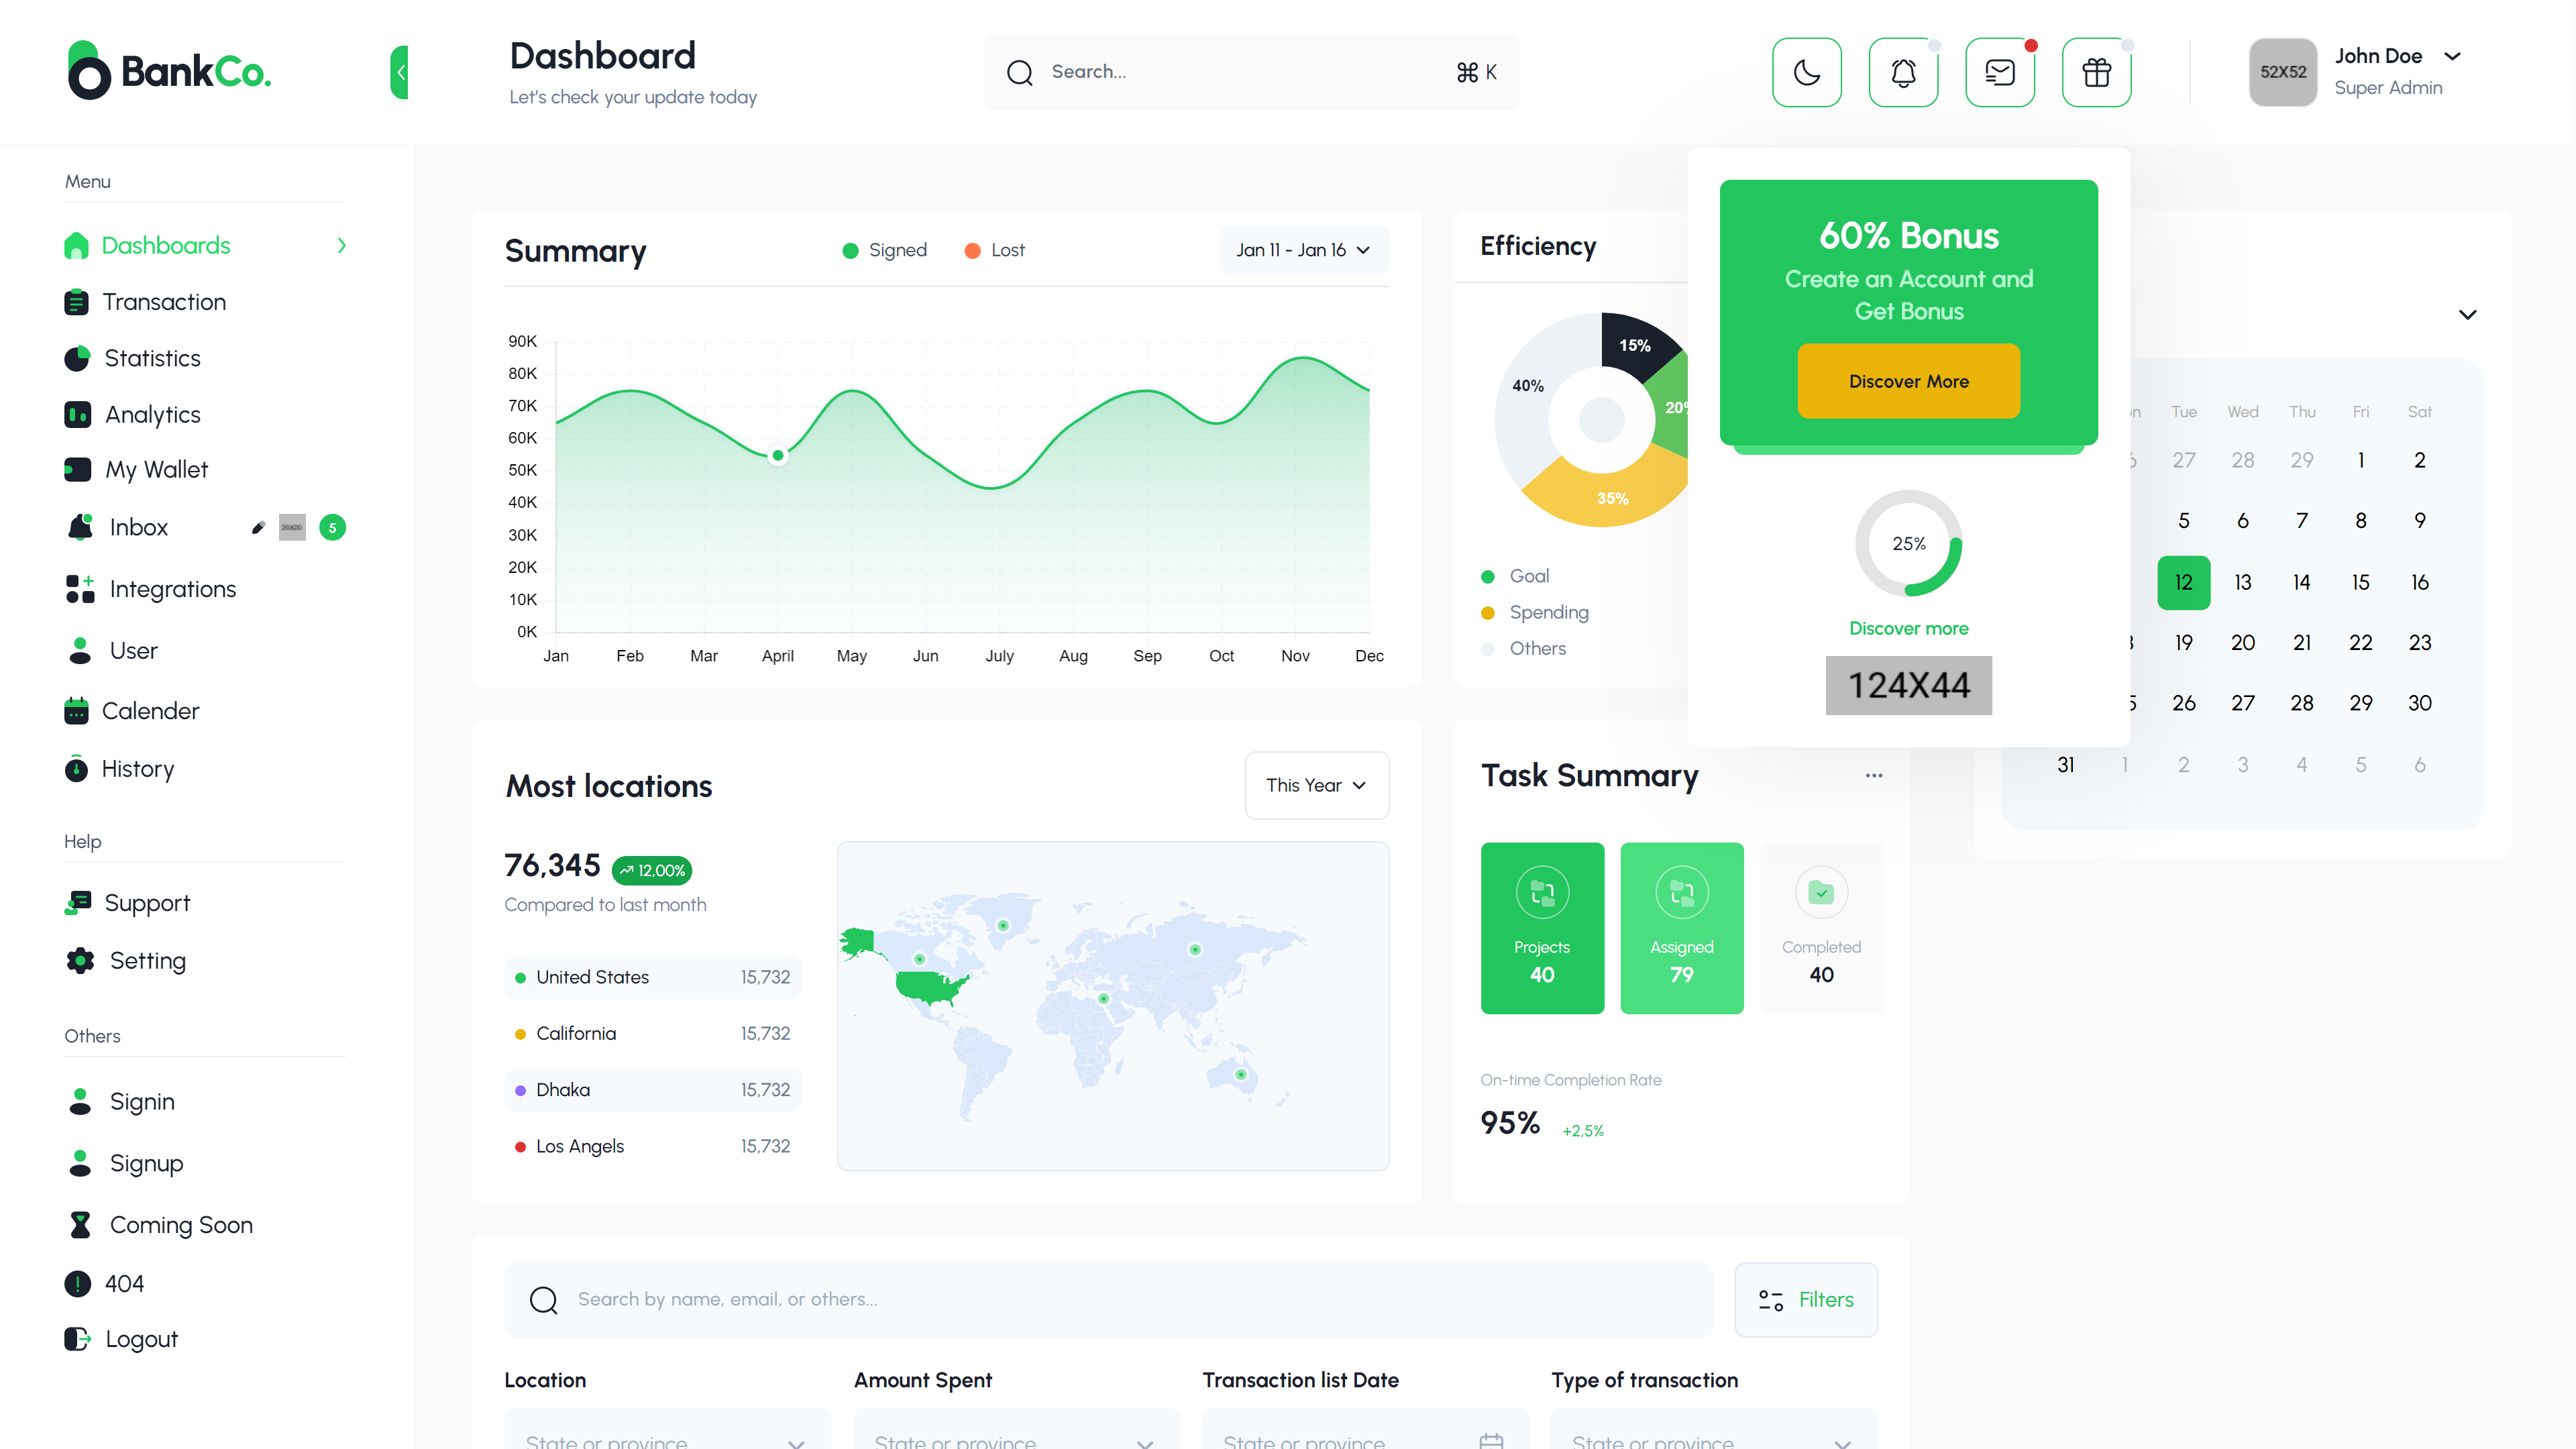 BankCo.
Dashboard
Let's check your update today
Search...
⌘ K
52X52
John Doe
Super Admin
Menu
Dashboards
Transaction
Statistics
Analytics
My Wallet
Inbox
20X20
5
Integrations
User
Calender
History
Help
Support
Setting
Others
Signin
Signup
Coming Soon
404
Logout
Summary
Signed
Lost
Jan 11 - Jan 16
90K
80K
70K
60K
50K
40K
30K
20K
10K
0K
Jan Feb Mar April May Jun July Aug Sep Oct Nov Dec
Efficiency
15%
40%
20%
35%
Goal
Spending
Others
60% Bonus
Create an Account and
Get Bonus
Discover More
25%
Discover more
124X44
Tue Wed Thu Fri Sat
27 28 29 1 2
5 6 7 8 9
12 13 14 15 16
19 20 21 22 23
26 27 28 29 30
31 1 2 3 4 5 6
Most locations
This Year
76,345
12,00%
Compared to last month
United States 15,732
California 15,732
Dhaka 15,732
Los Angels 15,732
Task Summary
...
Projects
40
Assigned
79
Completed
40
On-time Completion Rate
95%
+2,5%
Search by name, email, or others...
Filters
Location
Amount Spent
Transaction list Date
Type of transaction
State or province
State or province
State or province
State or province